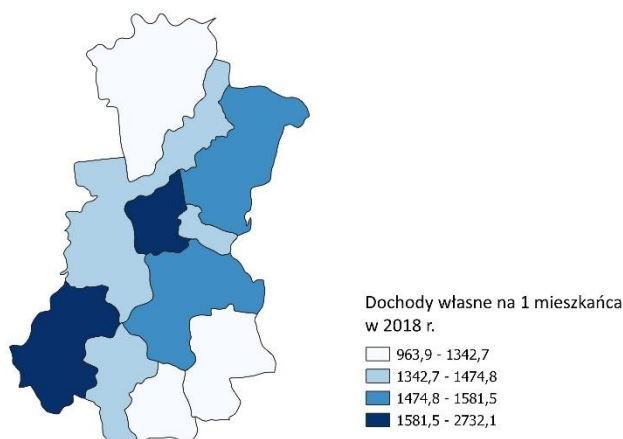 Dochody własne na 1 mieszkańca
w 2018 r.
963,9 - 1342,7
1342,7 - 1474,8
1474,8 - 1581,5
1581,5 - 2732,1